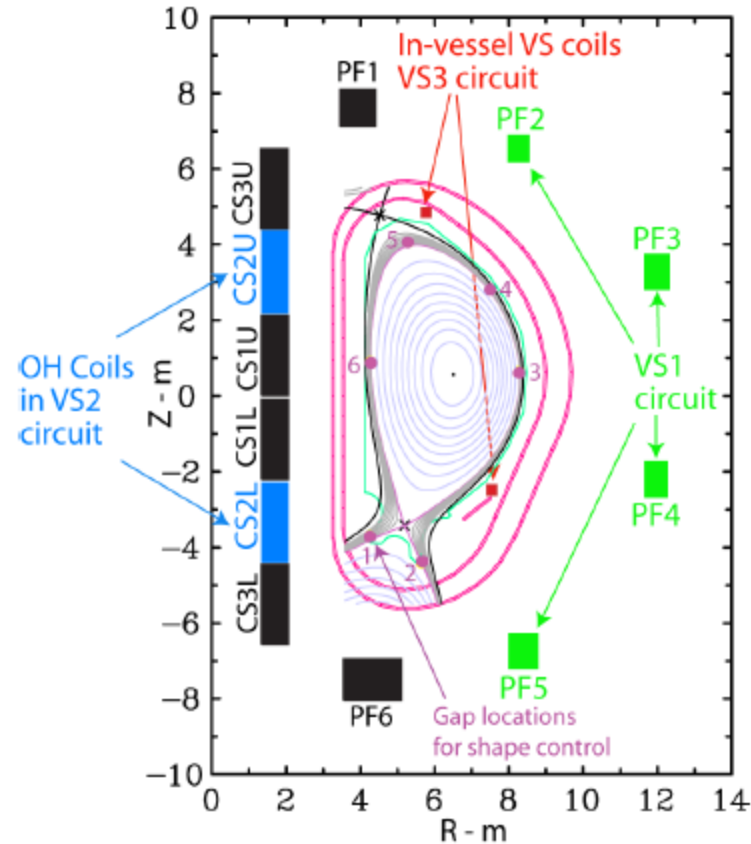 10
In-vessel VS coils
VS3 circuit
PF1
8
PF2
6
CS3U
PF3
4
5
CS2U
4
2
OH Coils
in VS2
circuit
CS1U
6
3
VS1
circuit
Z - m
0
CS1L
−2
CS2L
PF4
−4
1
2
CS3L
−6
PF5
−8
PF6
Gap locations
for shape control
−10
0 2 4 6 8 10 12 14
R - m